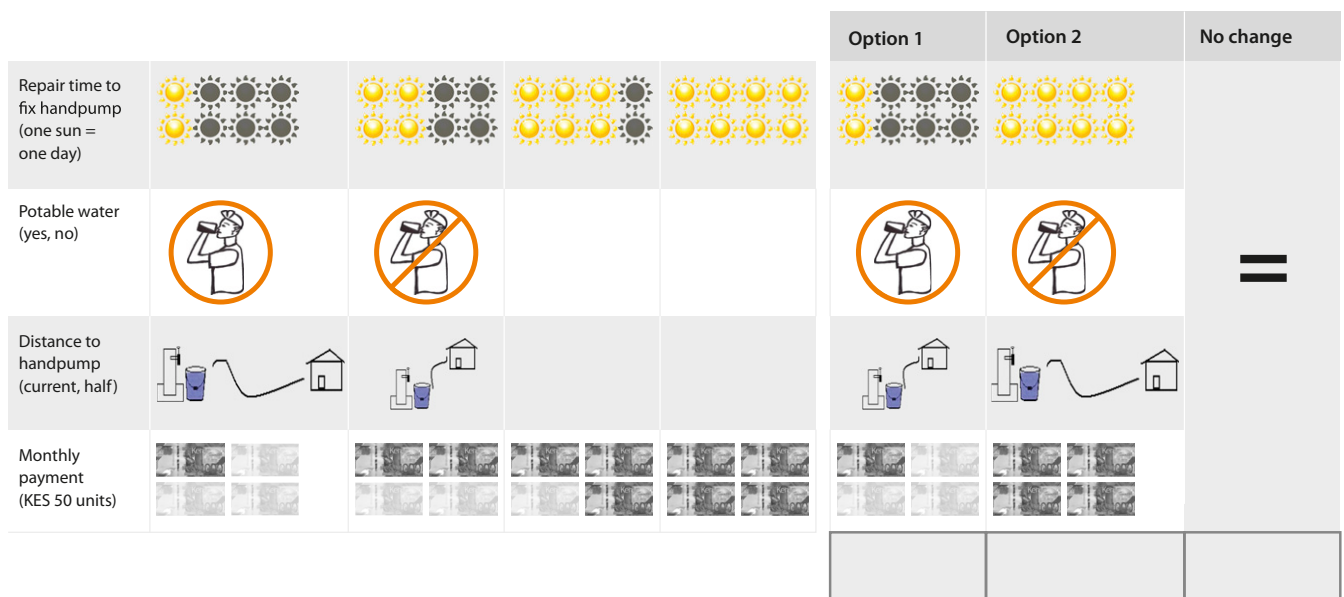 Option 1
Option 2
No change
Repair time to
fix handpump
(one sun =
one day)
Potable water
(yes, no)
Distance to
handpump
(current, half)
Monthly
payment
(KES 50 units)